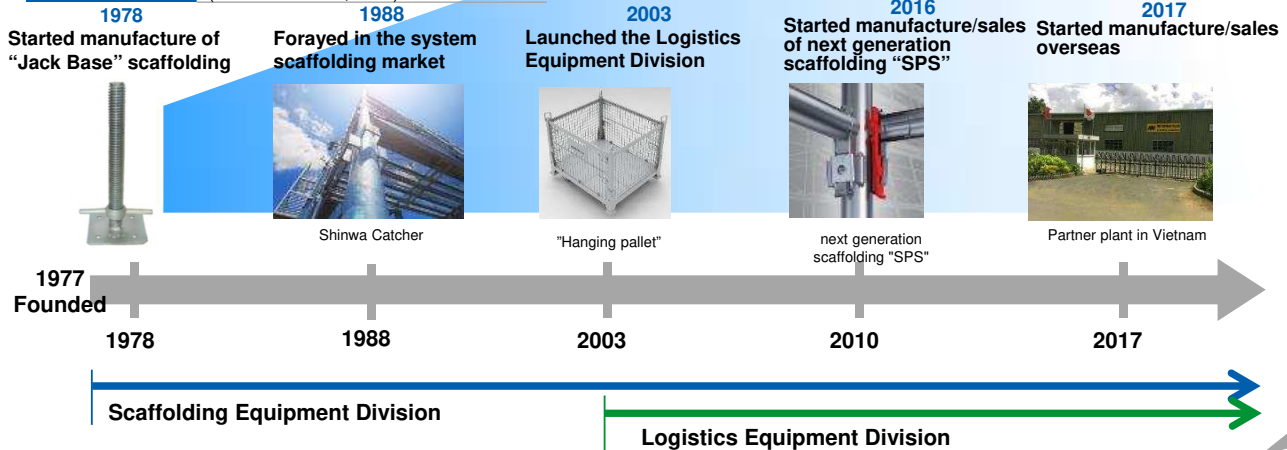 1978
Started manufacture of
“Jack Base” scaffolding
1988
Forayed in the system
scaffolding market
2003
Launched the Logistics
Equipment Division
2016
Started manufacture/sales
of next generation
scaffolding “SPS”
2017
Started manufacture/sales
overseas
Shinwa Catcher
”Hanging pallet”
next generation
scaffolding "SPS"
Partner plant in Vietnam
1977
Founded
1978
1988
2003
2010
2017
Scaffolding Equipment Division
Logistics Equipment Division